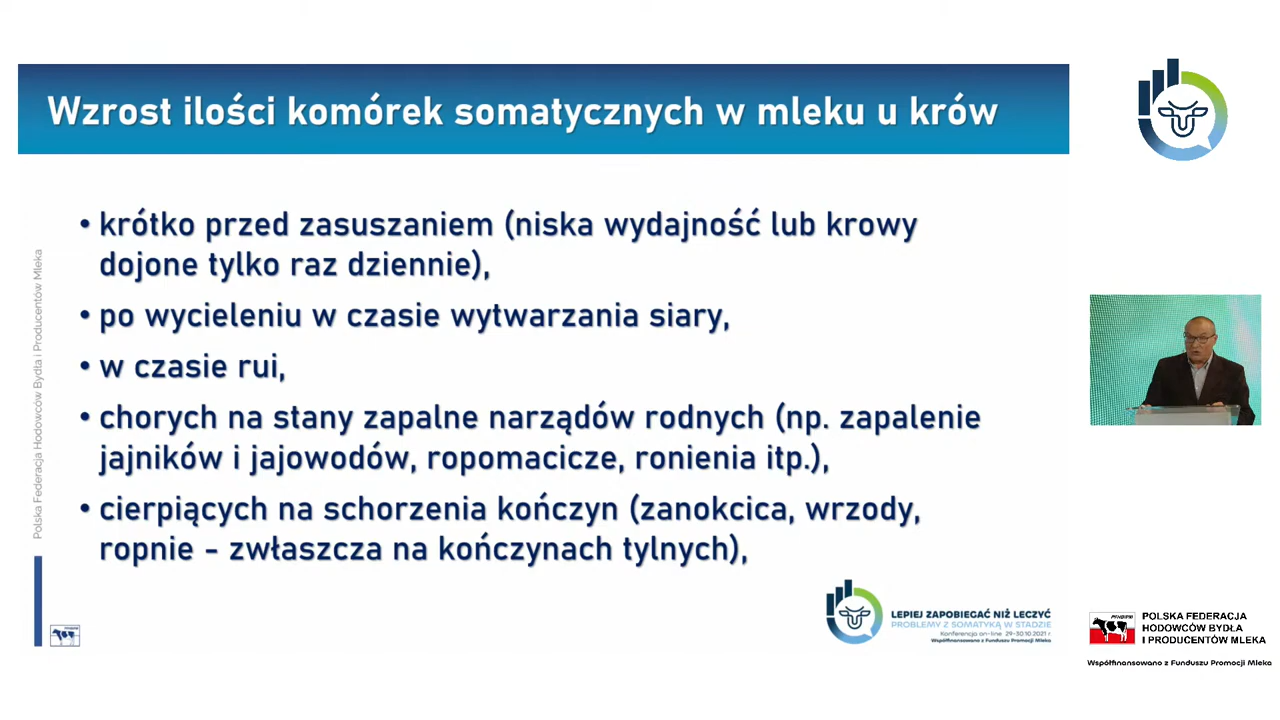 Wzrost ilości komórek somatycznych w mleku u krów
• krótko przed zasuszaniem (niska wydajność lub krowy
dojone tylko raz dziennie),
• po wycieleniu w czasie wytwarzania siary,
• w czasie rui,
• chorych na stany zapalne narządów rodnych (np. zapalenie
jajników i jajowodów, ropomacicze, ronienia itp.),
• cierpiących na schorzenia kończyn (zanokcica, wrzody,
ropnie - zwłaszcza na kończynach tylnych),
Polska Federacja Hodowców Bydła i Producentów Mleka
LEPIEJ ZAPOBIEGAĆ NIŻ LECZYĆ
PROBLEMY Z SOMATYKĄ W STADZIE
Konferencja on-line 29-30.10.2021 r.
Współfinansowano z Funduszu Promocji Mleka
POLSKA FEDERACJA
HODOWCÓW BYDŁA
I PRODUCENTÓW MLEKA
Współfinansowano z Funduszu Promocji Mleka